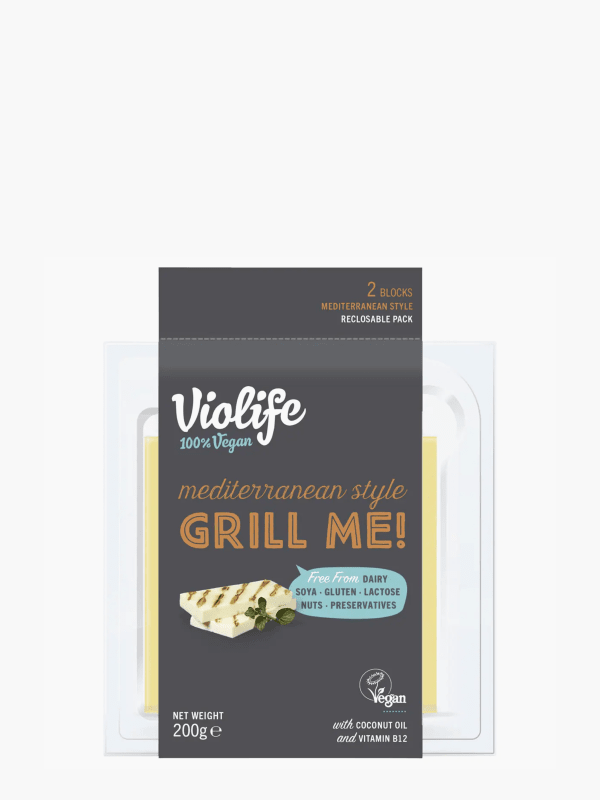 2 BLOCKS
MEDITERRANEAN STYLE
RECLOSABLE PACK
Violife
100% Vegan
mediterranean style
GRILL ME!
Free From DAIRY
SOYA · GLUTEN · LACTOSE
NUTS · PRESERVATIVES
Vegan
NET WEIGHT
200g ℮
with COCONUT OIL
and VITAMIN B12